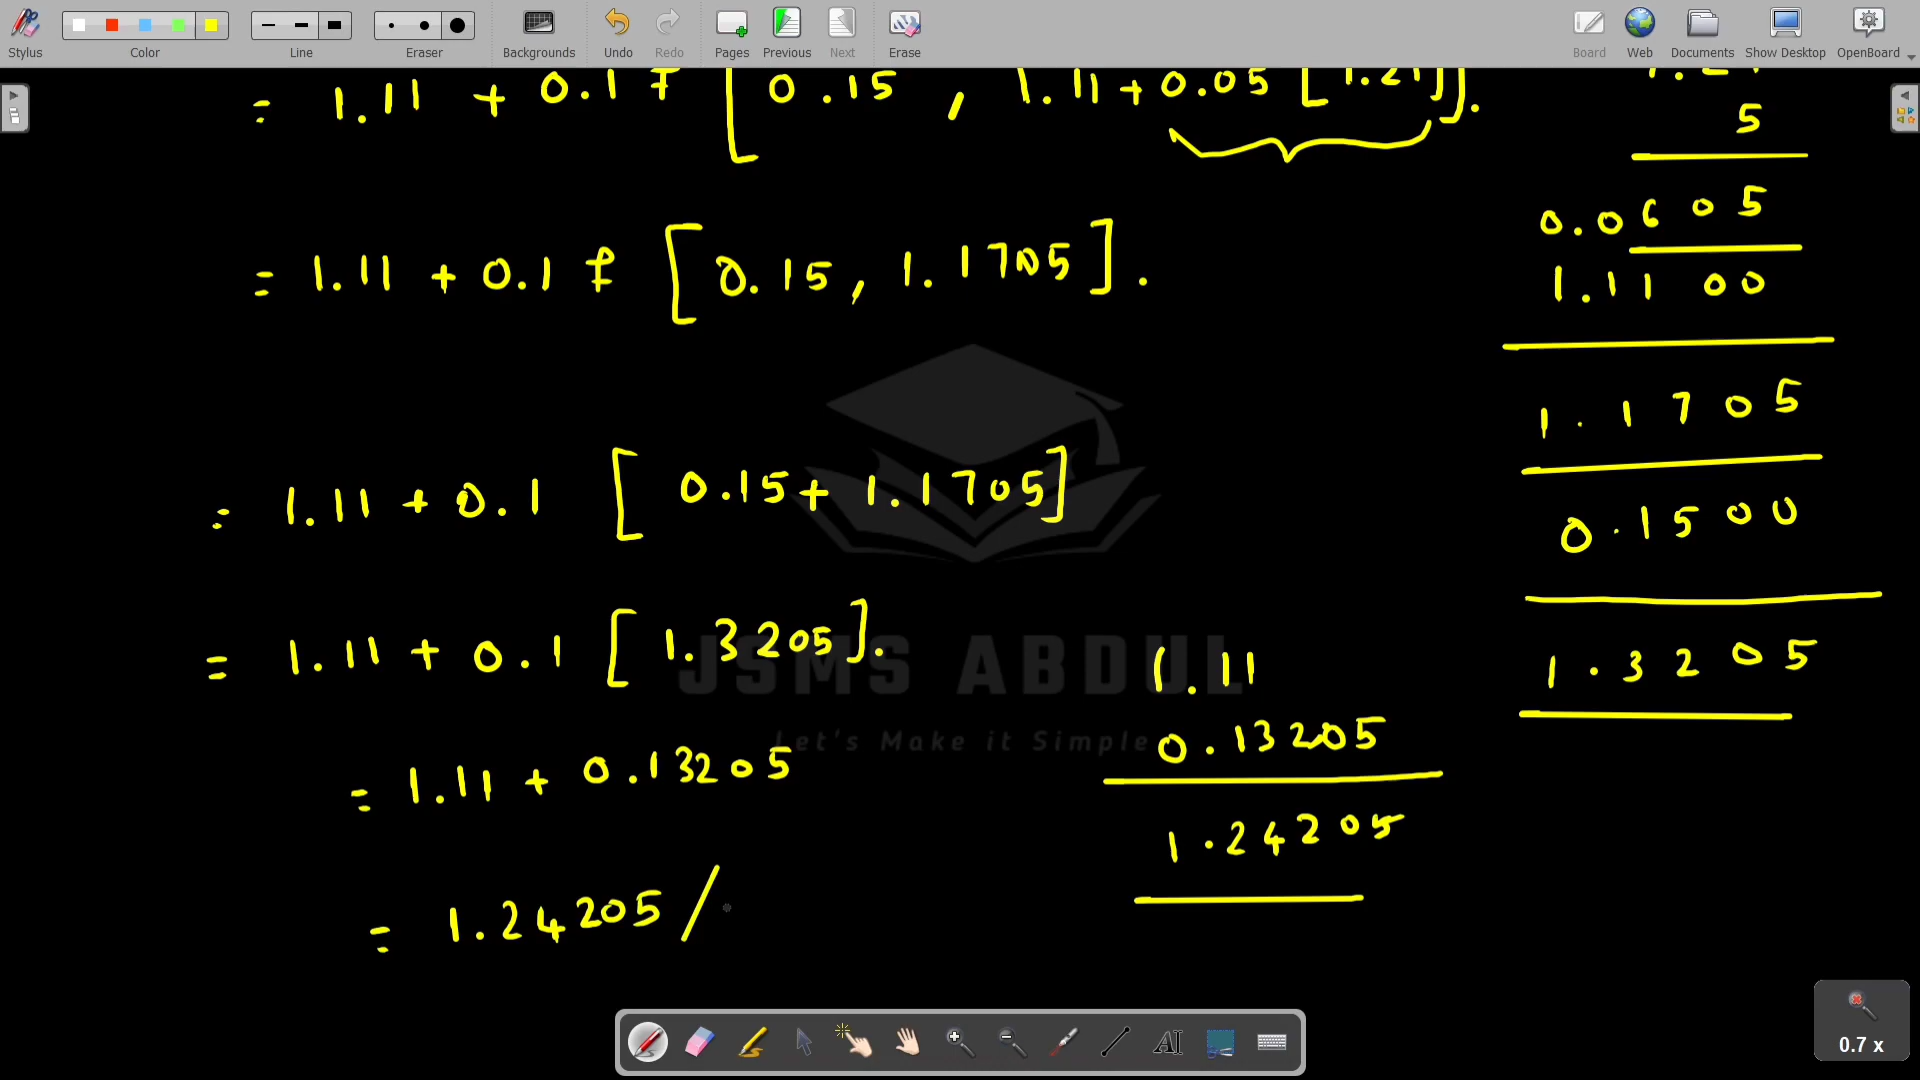 Stylus Color Line Eraser Backgrounds Undo Redo Pages Previous Next Erase Board Web Documents Show Desktop OpenBoard
= 1.11 + 0.1 f [ 0.15 , 1.11 + 0.05 [ 1.21 ] ] .
= 1.11 + 0.1 f [ 0.15 , 1.1705 ] .
= 1.11 + 0.1 [ 0.15 + 1.1705 ]
= 1.11 + 0.1 [ 1.3205 ] .
= 1.11 + 0.13205
= 1.24205 /
1.11
0.13205
1.24205
5
0.0605
1.1100
1.1705
0.1500
1.3205
JSMS ABDUL
Let's Make it Simple
0.7 x